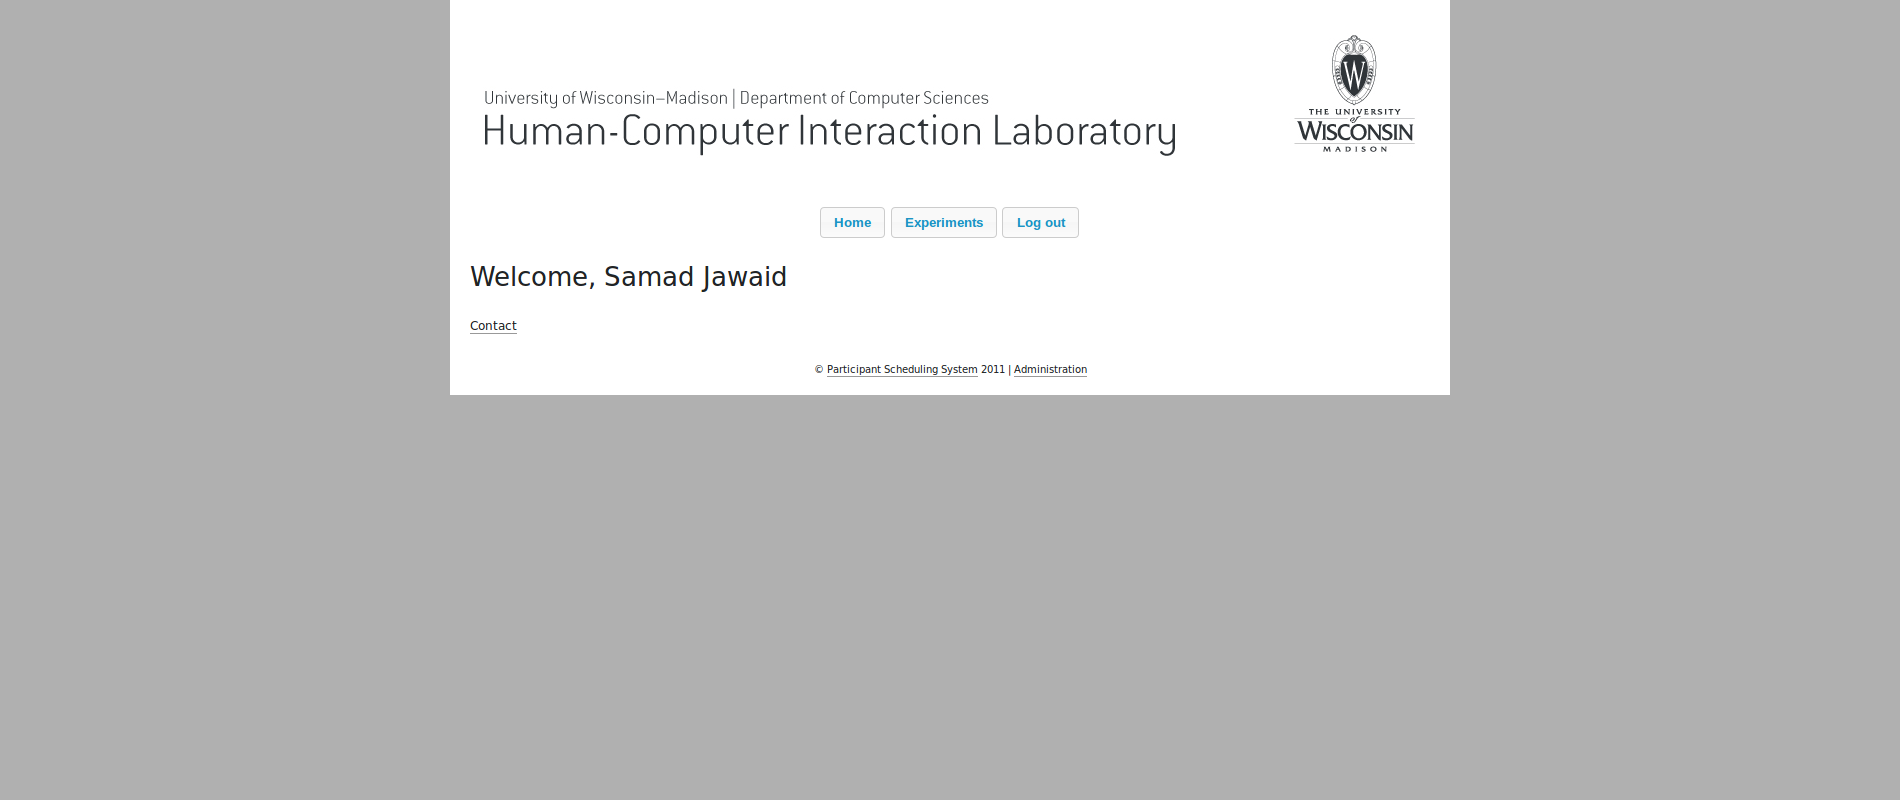 University of Wisconsin–Madison | Department of Computer Sciences
Human-Computer Interaction Laboratory
W
THE UNIVERSITY
of
WISCONSIN
MADISON
Home Experiments Log out
Welcome, Samad Jawaid
Contact
© Participant Scheduling System 2011 | Administration